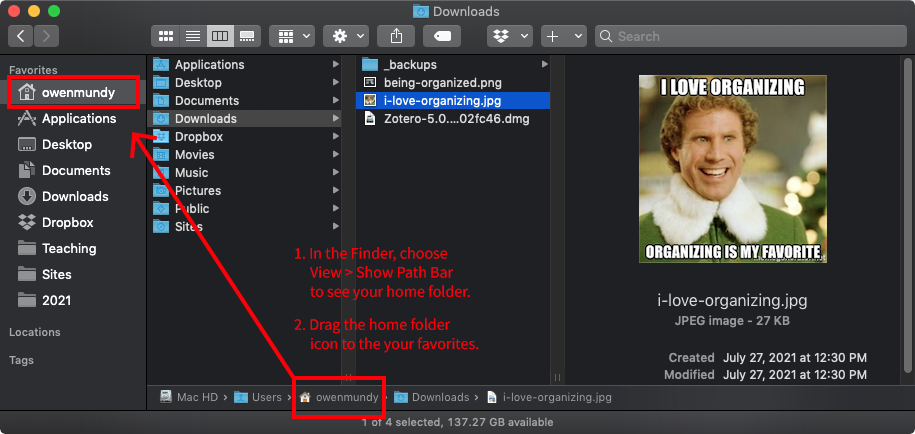 Downloads
Search
Favorites
owenmundy
Applications
Desktop
Documents
Downloads
Dropbox
Teaching
Sites
2021
Locations
Tags
Applications
Desktop
Documents
Downloads
Dropbox
Movies
Music
Pictures
Public
Sites
_backups
being-organized.png
i-love-organizing.jpg
Zotero-5.0....02fc46.dmg
I LOVE ORGANIZING
ORGANIZING IS MY FAVORITE
i-love-organizing.jpg
JPEG image - 27 KB
Created July 27, 2021 at 12:30 PM
Modified July 27, 2021 at 12:30 PM
1. In the Finder, choose
View > Show Path Bar
to see your home folder.
2. Drag the home folder
icon to the your favorites.
Mac HD › Users › owenmundy › Downloads › i-love-organizing.jpg
1 of 4 selected, 137.27 GB available